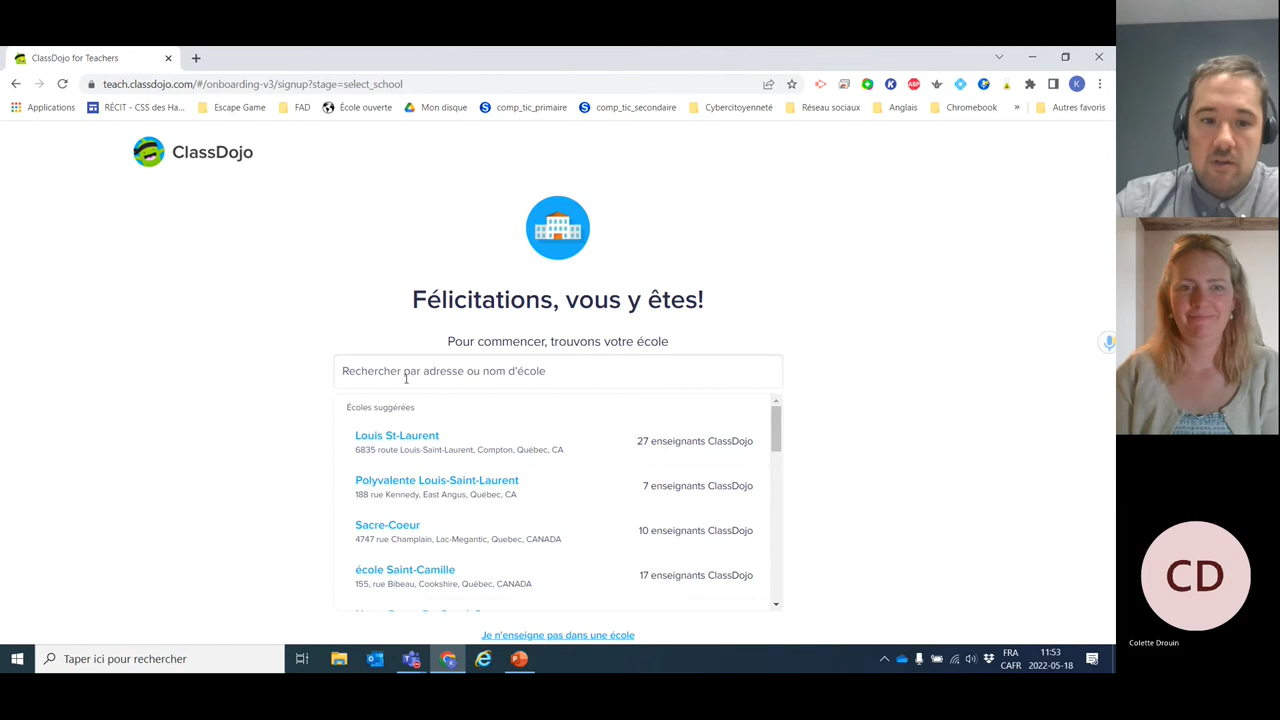 ClassDojo for Teachers
teach.classdojo.com/#/onboarding-v3/signup?stage=select_school
Applications RÉCIT - CSS des Ha... Escape Game FAD École ouverte Mon disque comp_tic_primaire comp_tic_secondaire Cybercitoyenneté Réseau sociaux Anglais Chromebook » Autres favoris
ABP K K
ClassDojo
Félicitations, vous y êtes!
Pour commencer, trouvons votre école
Rechercher par adresse ou nom d'école
Écoles suggérées
Louis St-Laurent
6835 route Louis-Saint-Laurent, Compton, Québec, CA
27 enseignants ClassDojo
Polyvalente Louis-Saint-Laurent
188 rue Kennedy, East Angus, Québec, CA
7 enseignants ClassDojo
Sacre-Coeur
4747 rue Champlain, Lac-Megantic, Quebec, CANADA
10 enseignants ClassDojo
école Saint-Camille
155, rue Bibeau, Cookshire, Québec, CANADA
17 enseignants ClassDojo
Je n'enseigne pas dans une école
CD
Colette Drouin
Taper ici pour rechercher
FRA
CAFR
11:53
2022-05-18